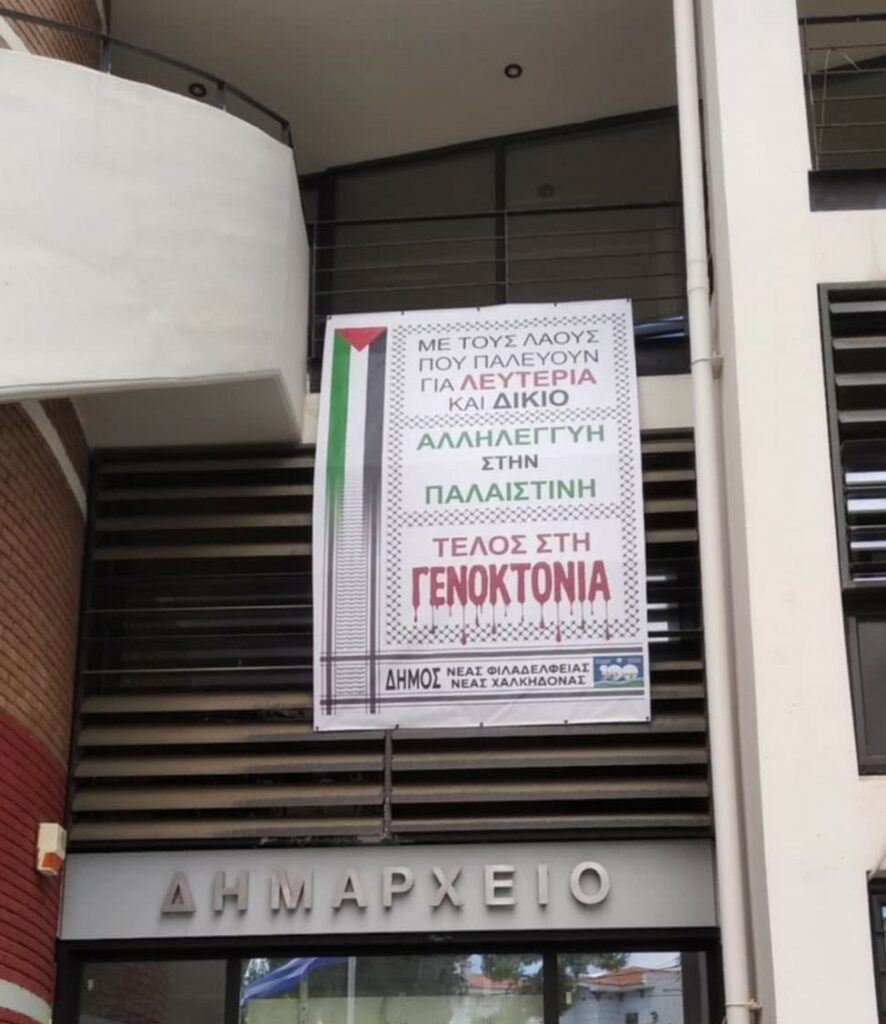 ΜΕ ΤΟΥΣ ΛΑΟΥΣ
ΠΟΥ ΠΑΛΕΥΟΥΝ
ΓΙΑ ΛΕΥΤΕΡΙΑ
ΚΑΙ ΔΙΚΙΟ
ΑΛΛΗΛΕΓΓΥΗ
ΣΤΗΝ
ΠΑΛΑΙΣΤΙΝΗ
ΤΕΛΟΣ ΣΤΗ
ΓΕΝΟΚΤΟΝΙΑ
ΔΗΜΟΣ ΝΕΑΣ ΦΙΛΑΔΕΛΦΕΙΑΣ
ΝΕΑΣ ΧΑΛΚΗΔΟΝΑΣ
100
ΔΗΜΑΡΧΕΙΟ